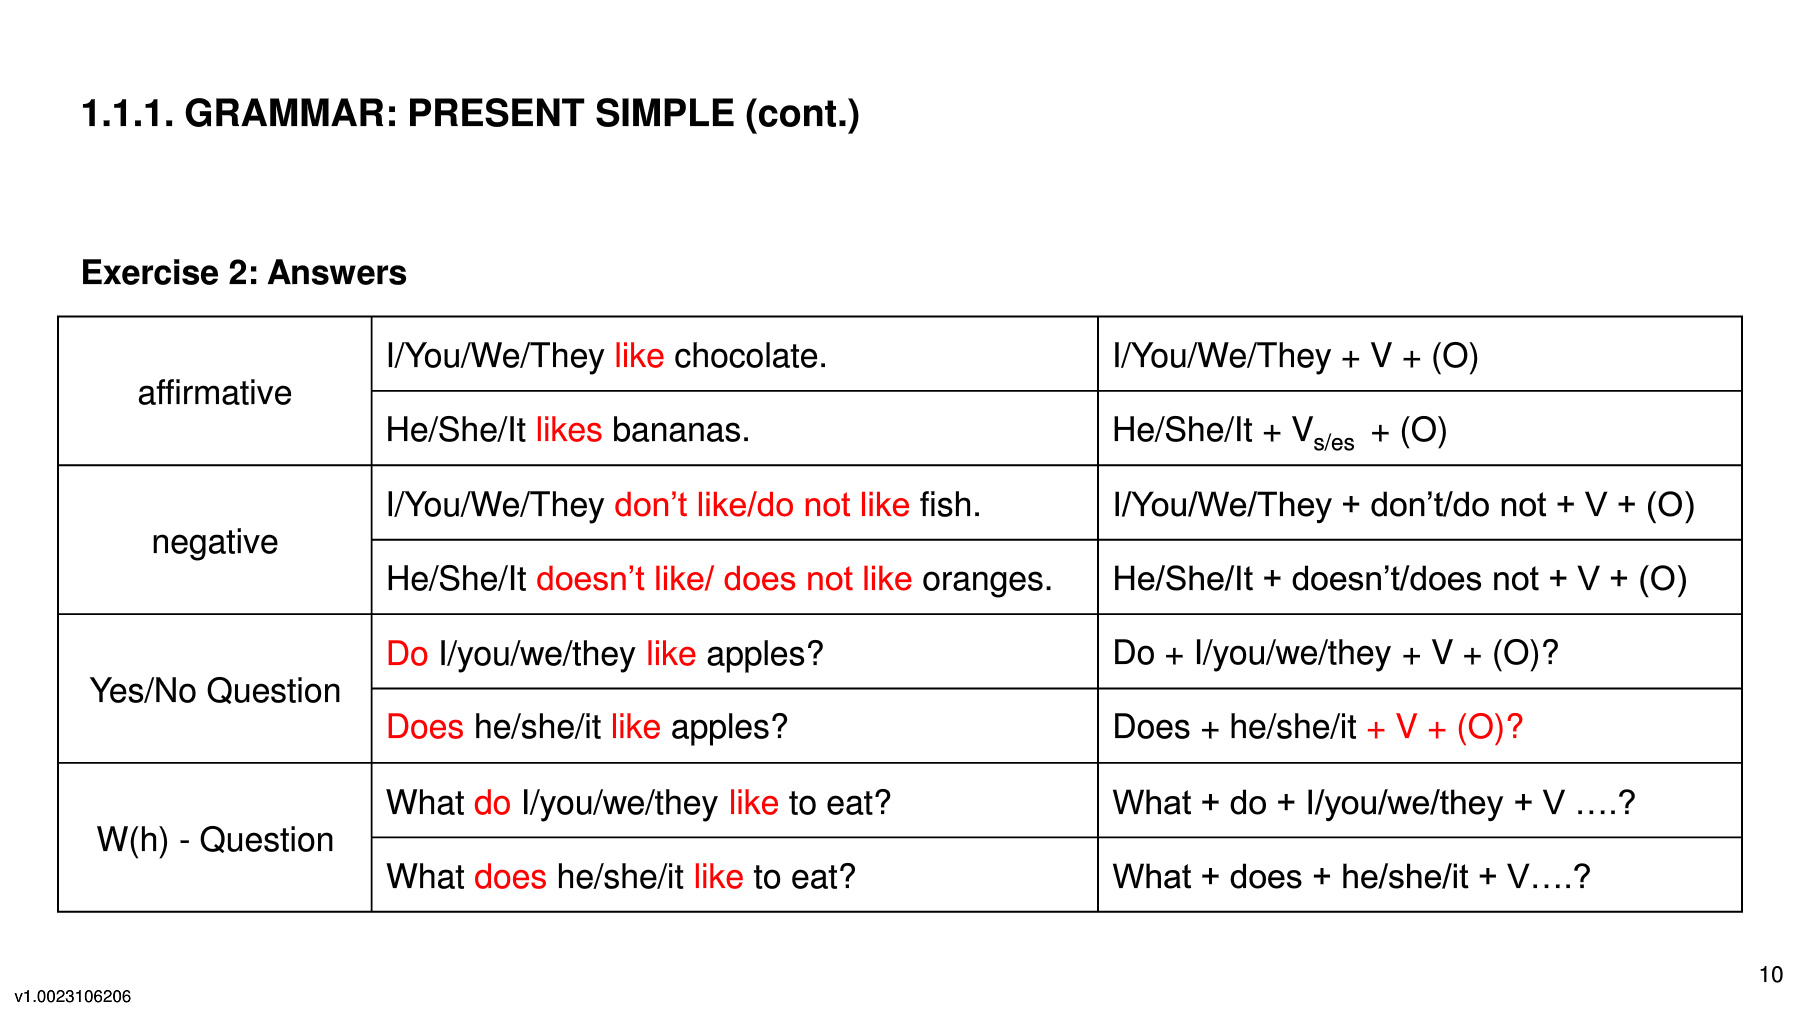 1.1.1. GRAMMAR: PRESENT SIMPLE (cont.)
Exercise 2: Answers
affirmative
I/You/We/They like chocolate.
I/You/We/They + V + (O)
He/She/It likes bananas.
He/She/It + Vs/es + (O)
negative
I/You/We/They don’t like/do not like fish.
I/You/We/They + don’t/do not + V + (O)
He/She/It doesn’t like/ does not like oranges.
He/She/It + doesn’t/does not + V + (O)
Yes/No Question
Do I/you/we/they like apples?
Do + I/you/we/they + V + (O)?
Does he/she/it like apples?
Does + he/she/it + V + (O)?
W(h) - Question
What do I/you/we/they like to eat?
What + do + I/you/we/they + V ….?
What does he/she/it like to eat?
What + does + he/she/it + V….?
10
v1.0023106206